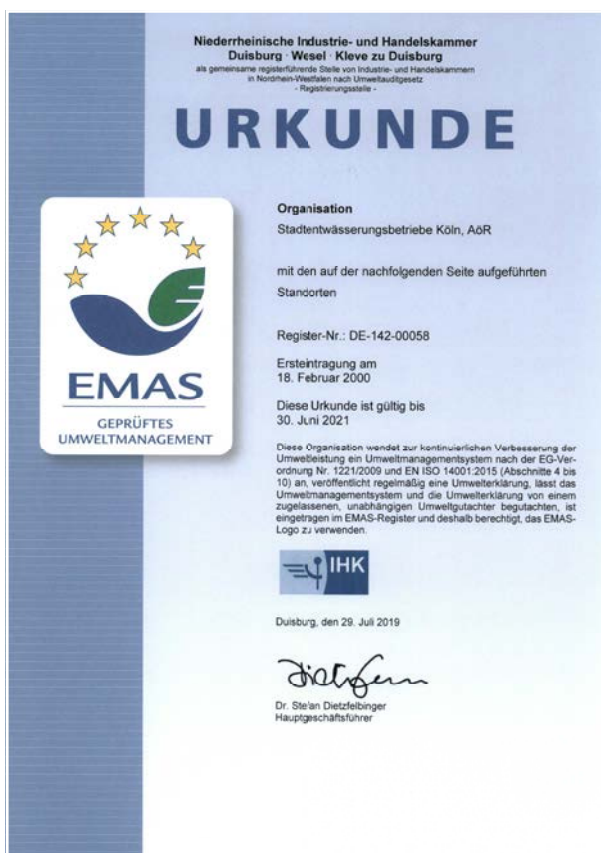 Niederrheinische Industrie- und Handelskammer
Duisburg · Wesel · Kleve zu Duisburg
als gemeinsame registerführende Stelle von Industrie- und Handelskammern
in Nordrhein-Westfalen nach Umweltauditgesetz
- Registrierungsstelle -
URKUNDE
EMAS
GEPRÜFTES
UMWELTMANAGEMENT
Organisation
Stadtentwässerungsbetriebe Köln, AöR
mit den auf der nachfolgenden Seite aufgeführten
Standorten
Register-Nr.: DE-142-00058
Ersteintragung am
18. Februar 2000
Diese Urkunde ist gültig bis
30. Juni 2021
Diese Organisation wendet zur kontinuierlichen Verbesserung der
Umweltleistung ein Umweltmanagementsystem nach der EG-Ver-
ordnung Nr. 1221/2009 und EN ISO 14001:2015 (Abschnitte 4 bis
10) an, veröffentlicht regelmäßig eine Umwelterklärung, lässt das
Umweltmanagementsystem und die Umwelterklärung von einem
zugelassenen, unabhängigen Umweltgutachter begutachten, ist
eingetragen im EMAS-Register und deshalb berechtigt, das EMAS-
Logo zu verwenden.
IHK
Duisburg, den 29. Juli 2019
Dr. Stefan Dietzfelbinger
Hauptgeschäftsführer